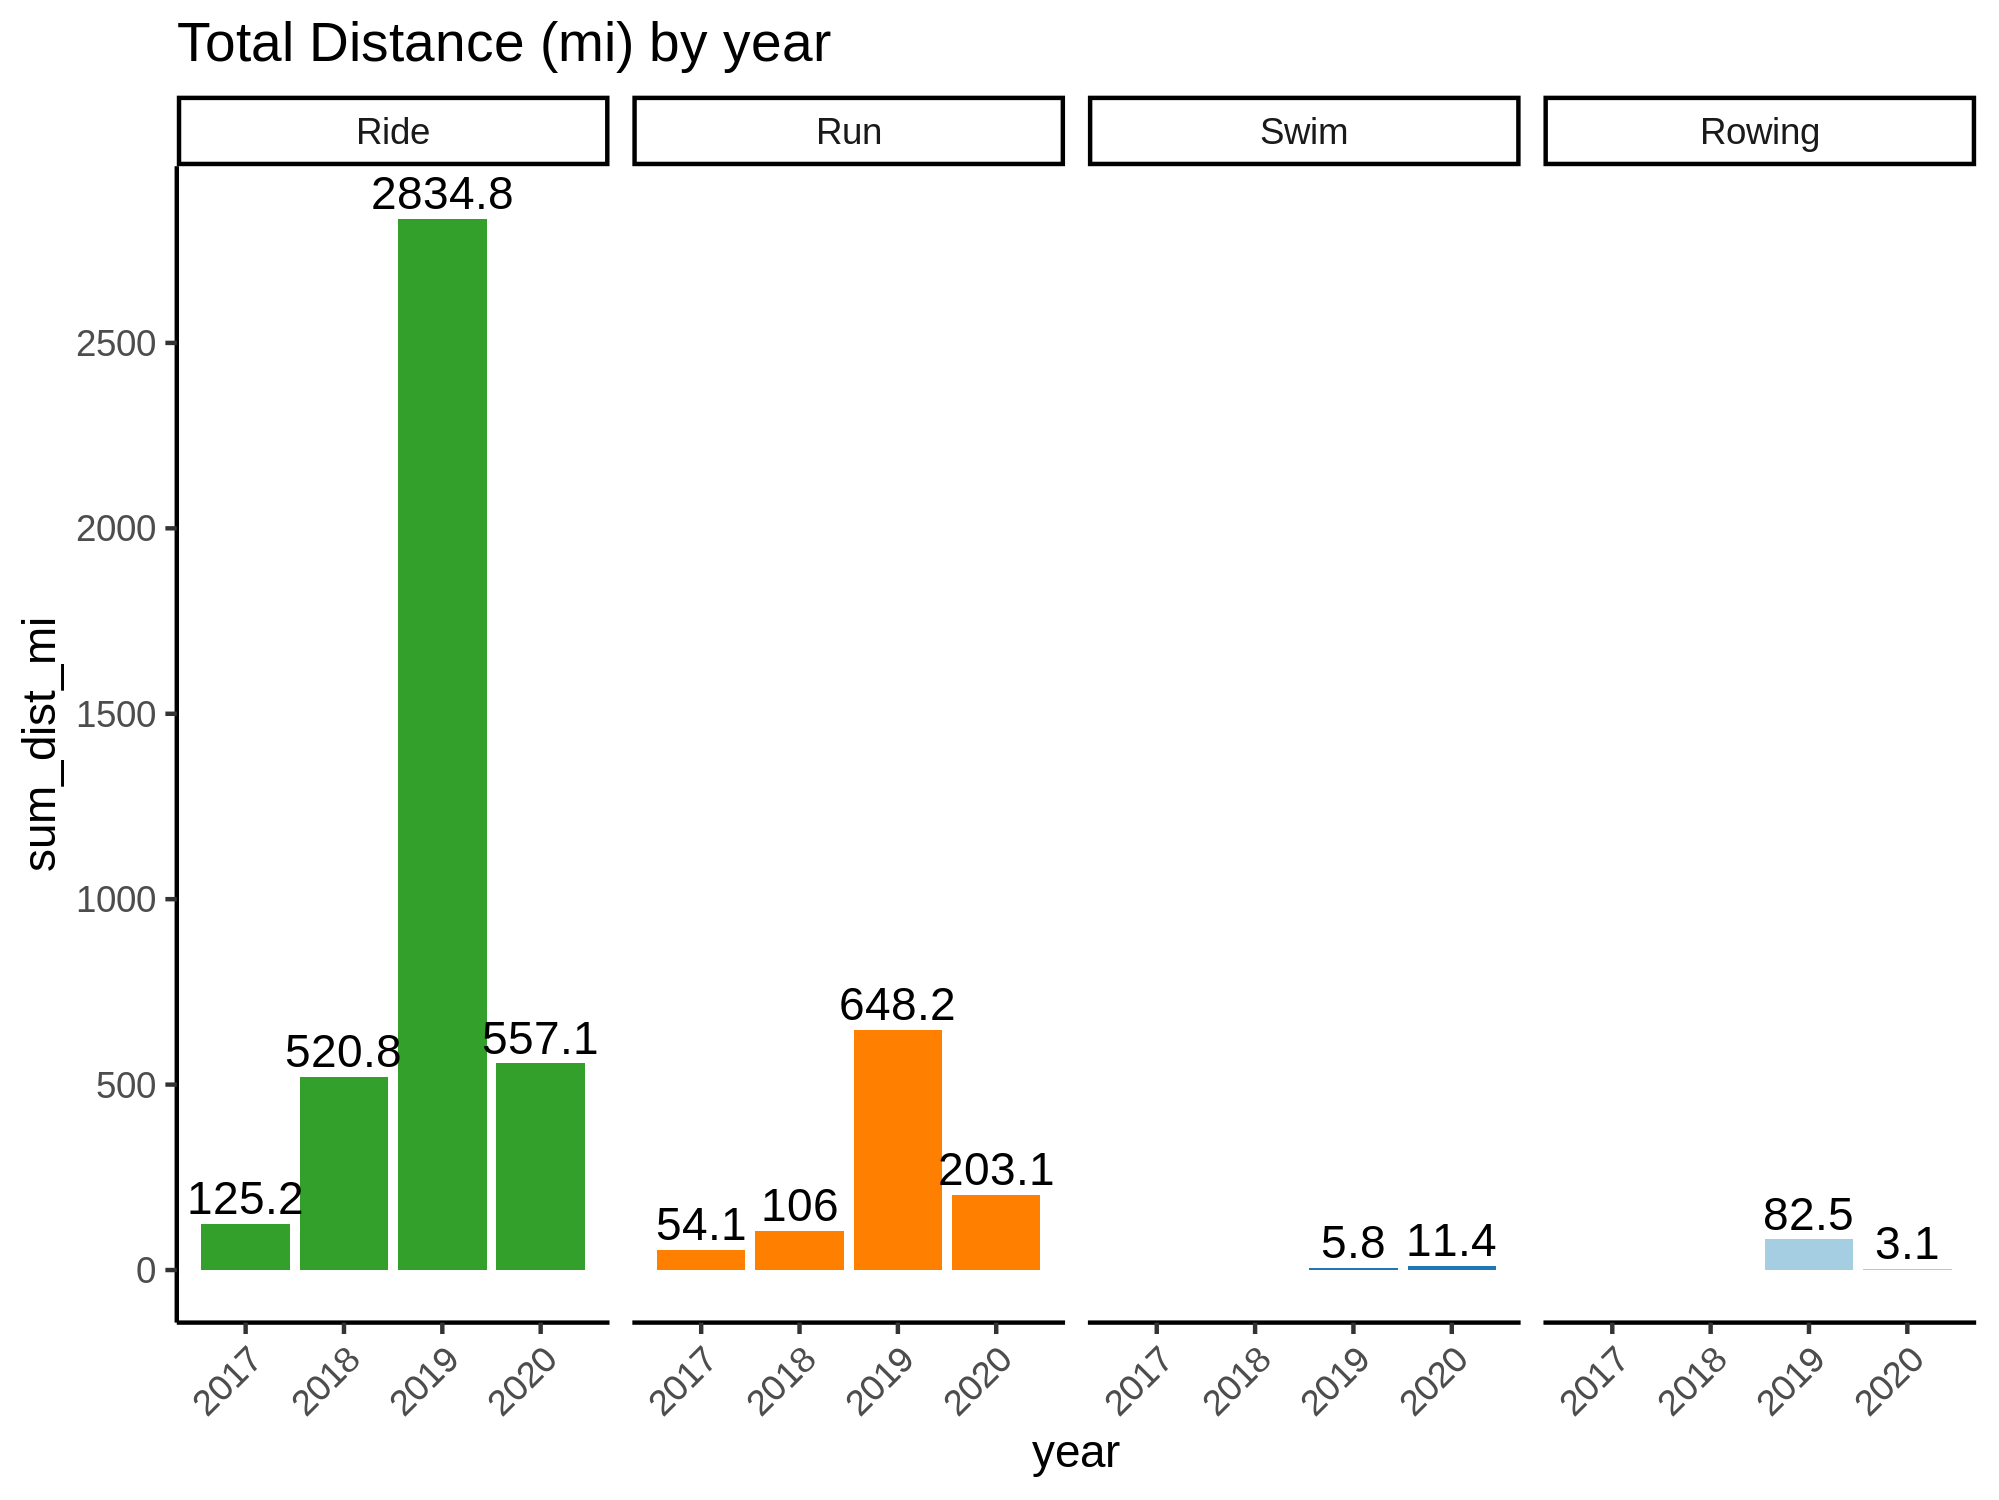 Total Distance (mi) by year
Ride Run Swim Rowing
sum_dist_mi
2500
2000
1500
1000
500
0
125.2 520.8 2834.8 557.1
54.1 106 648.2 203.1
5.8 11.4
82.5 3.1
2017 2018 2019 2020 2017 2018 2019 2020 2017 2018 2019 2020 2017 2018 2019 2020
year